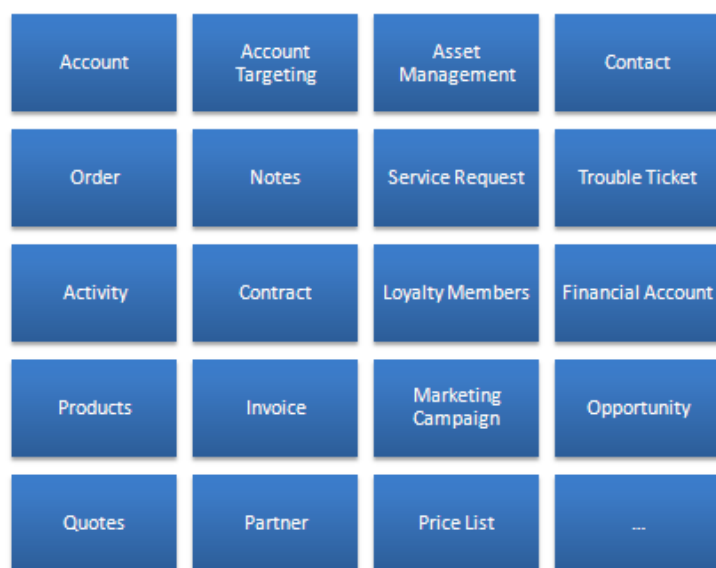 Account
Account
Targeting
Asset
Management
Contact
Order
Notes
Service Request
Trouble Ticket
Activity
Contract
Loyalty Members
Financial Account
Products
Invoice
Marketing
Campaign
Opportunity
Quotes
Partner
Price List
...